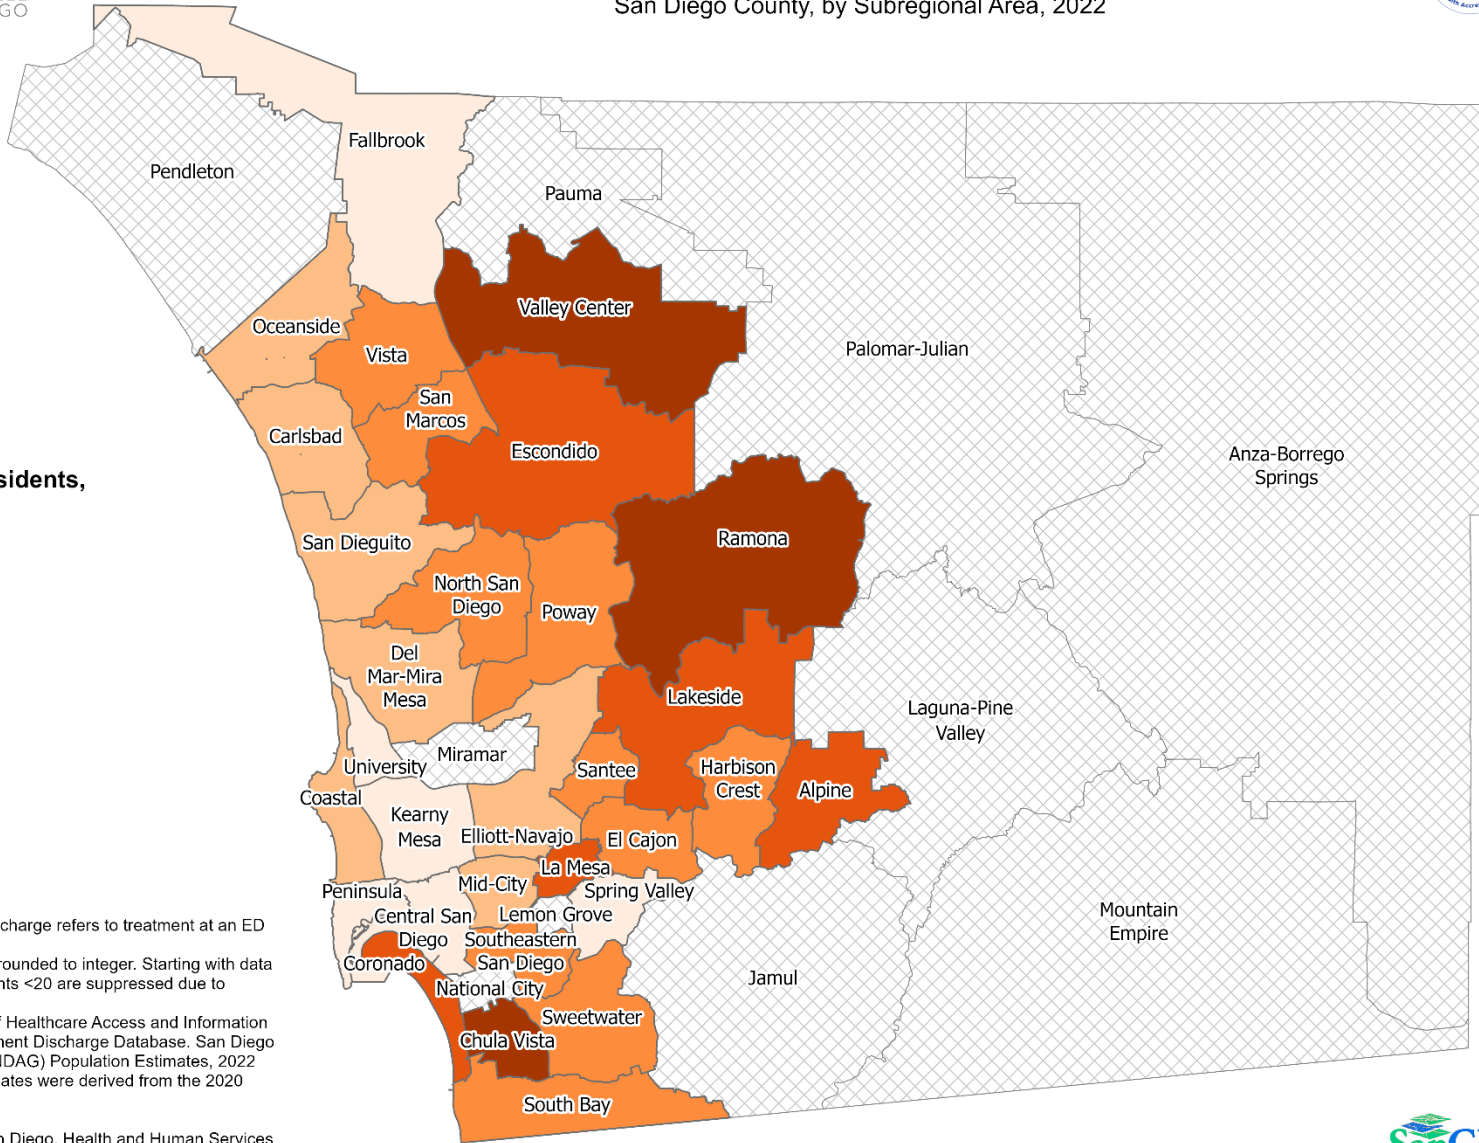 GO
San Diego County, by Subregional Area, 2022
Fallbrook
Pendleton
Pauma
Valley Center
Oceanside
Vista
Palomar-Julian
San
Marcos
Carlsbad
Escondido
Anza-Borrego
Springs
sidents,
San Dieguito
Ramona
North San
Diego
Poway
Del
Mar-Mira
Mesa
Lakeside
Laguna-Pine
Valley
Miramar
University
Santee
Harbison
Crest
Alpine
Coastal
Kearny
Mesa
Elliott-Navajo
El Cajon
La Mesa
Mid-City
Peninsula
Spring Valley
Central San
Diego
Lemon Grove
Mountain
Empire
Southeastern
San Diego
Coronado
Jamul
National City
Sweetwater
Chula Vista
South Bay
charge refers to treatment at an ED
rounded to integer. Starting with data
nts <20 are suppressed due to
f Healthcare Access and Information
ment Discharge Database. San Diego
NDAG) Population Estimates, 2022
ates were derived from the 2020
n Diego, Health and Human Services